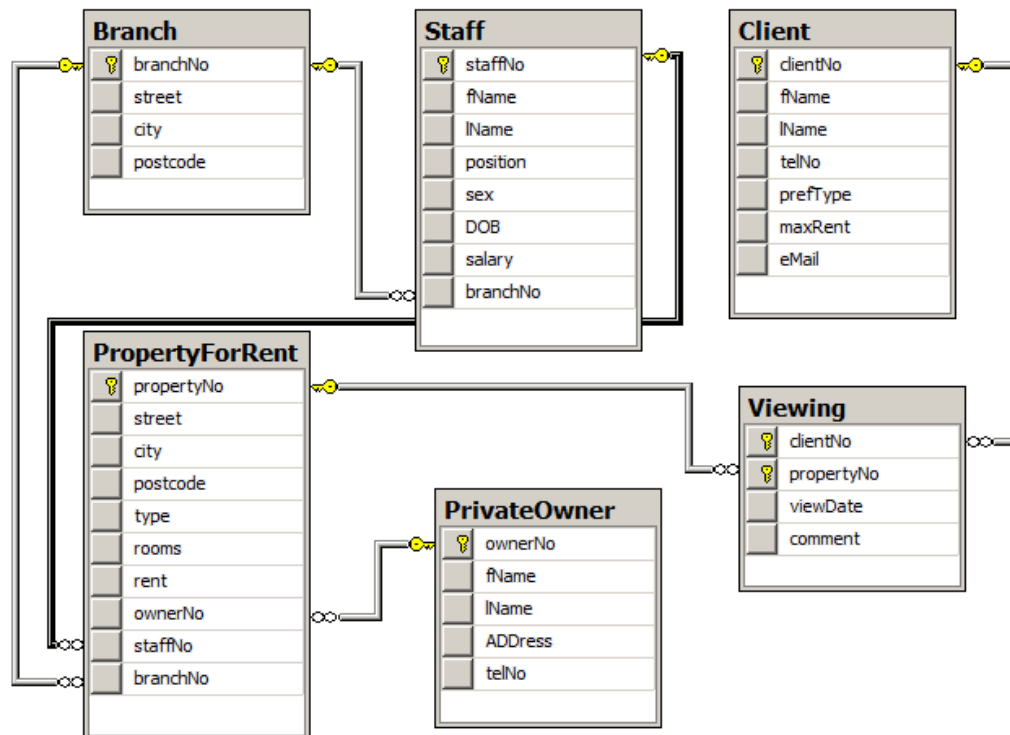 Branch
branchNo
street
city
postcode
Staff
staffNo
fName
lName
position
sex
DOB
salary
branchNo
Client
clientNo
fName
lName
telNo
prefType
maxRent
eMail
PropertyForRent
propertyNo
street
city
postcode
type
rooms
rent
ownerNo
staffNo
branchNo
PrivateOwner
ownerNo
fName
lName
ADDress
telNo
Viewing
clientNo
propertyNo
viewDate
comment